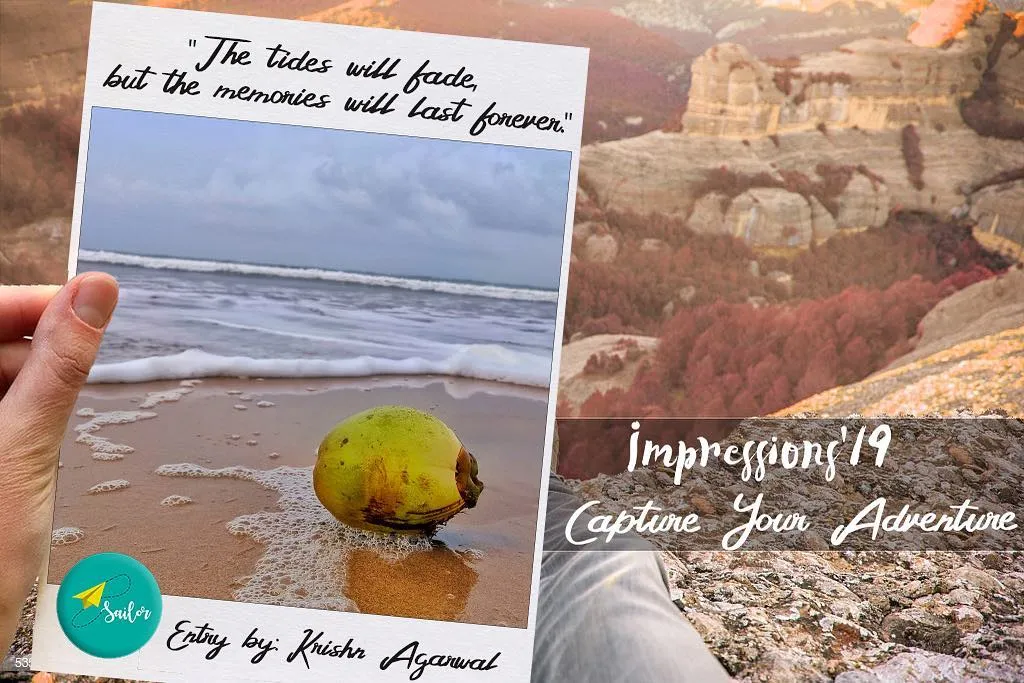 "The tides will fade,
but the memories will last forever."
Impressions'19
Capture Your Adventure
Sailor
Entry by: Krishn Agarwal